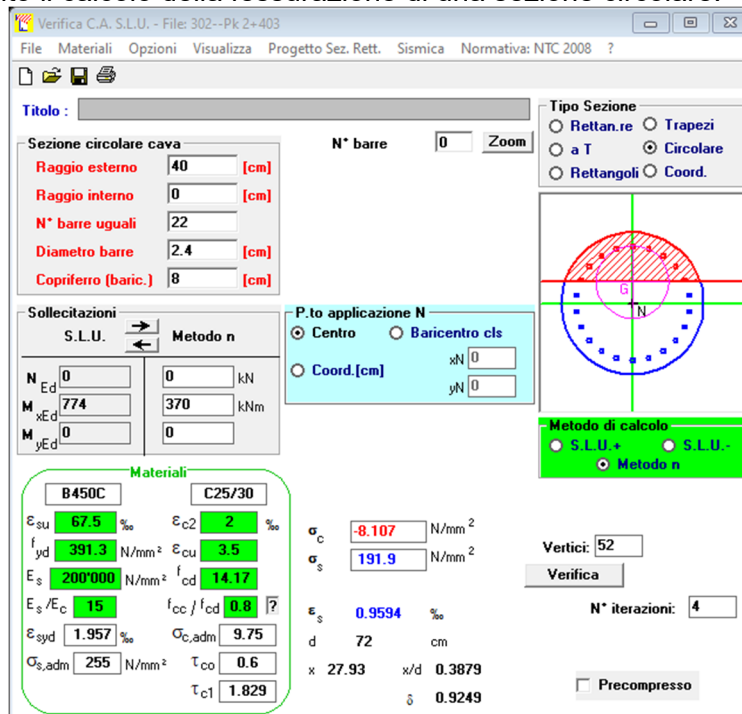 to il calcolo della fessurazione di una sezione circolare.
Verifica C.A. S.L.U. - File: 302--Pk 2+403
File Materiali Opzioni Visualizza Progetto Sez. Rett. Sismica Normativa: NTC 2008 ?
Titolo :
Tipo Sezione
Rettan.re Trapezi
a T Circolare
Rettangoli Coord.
Sezione circolare cava
N° barre 0 Zoom
Raggio esterno 40 [cm]
Raggio interno 0 [cm]
N° barre uguali 22
Diametro barre 2.4 [cm]
Copriferro (baric.) 8 [cm]
G
N
Sollecitazioni
S.L.U. Metodo n
N Ed 0 0 kN
M xEd 774 370 kNm
M yEd 0 0
P.to applicazione N
Centro Baricentro cls
Coord.[cm] xN 0
yN 0
Metodo di calcolo
S.L.U.+ S.L.U.-
Metodo n
Materiali
B450C C25/30
εsu 67.5 ‰ εc2 2 ‰
fyd 391.3 N/mm² εcu 3.5
Es 200'000 N/mm² fcd 14.17
Es/Ec 15 fcc/fcd 0.8 ?
εsyd 1.957 ‰ σc,adm 9.75
σs,adm 255 N/mm² τco 0.6
τc1 1.829
σc -8.107 N/mm²
σs 191.9 N/mm²
εs 0.9594 ‰
d 72 cm
x 27.93 x/d 0.3879
δ 0.9249
Vertici: 52
Verifica
N° iterazioni: 4
Precompresso